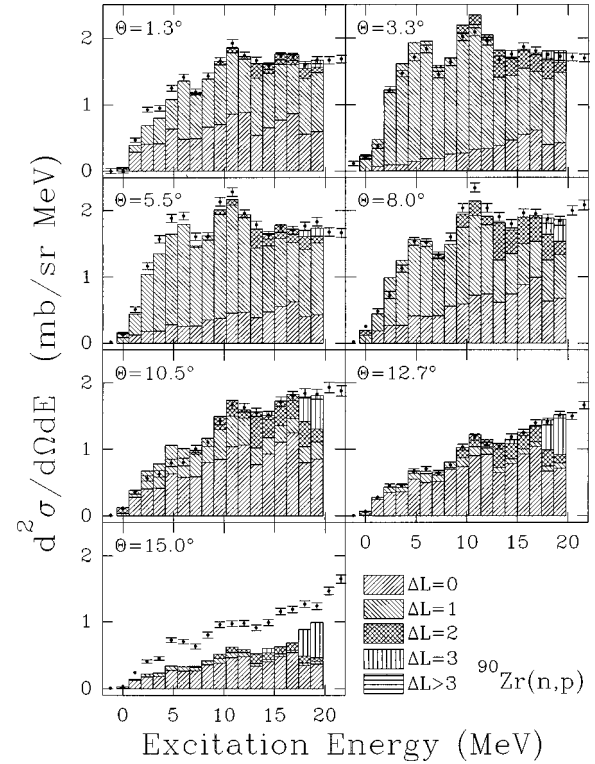 2
1
0
Θ=1.3°
Θ=3.3°
2
1
0
Θ=5.5°
Θ=8.0°
2
1
0
Θ=10.5°
Θ=12.7°
0 5 10 15 20
2
1
0
Θ=15.0°
ΔL=0
ΔL=1
ΔL=2
ΔL=3
ΔL>3
⁹⁰Zr(n,p)
0 5 10 15 20
d² σ/dΩdE (mb/sr MeV)
Excitation Energy (MeV)